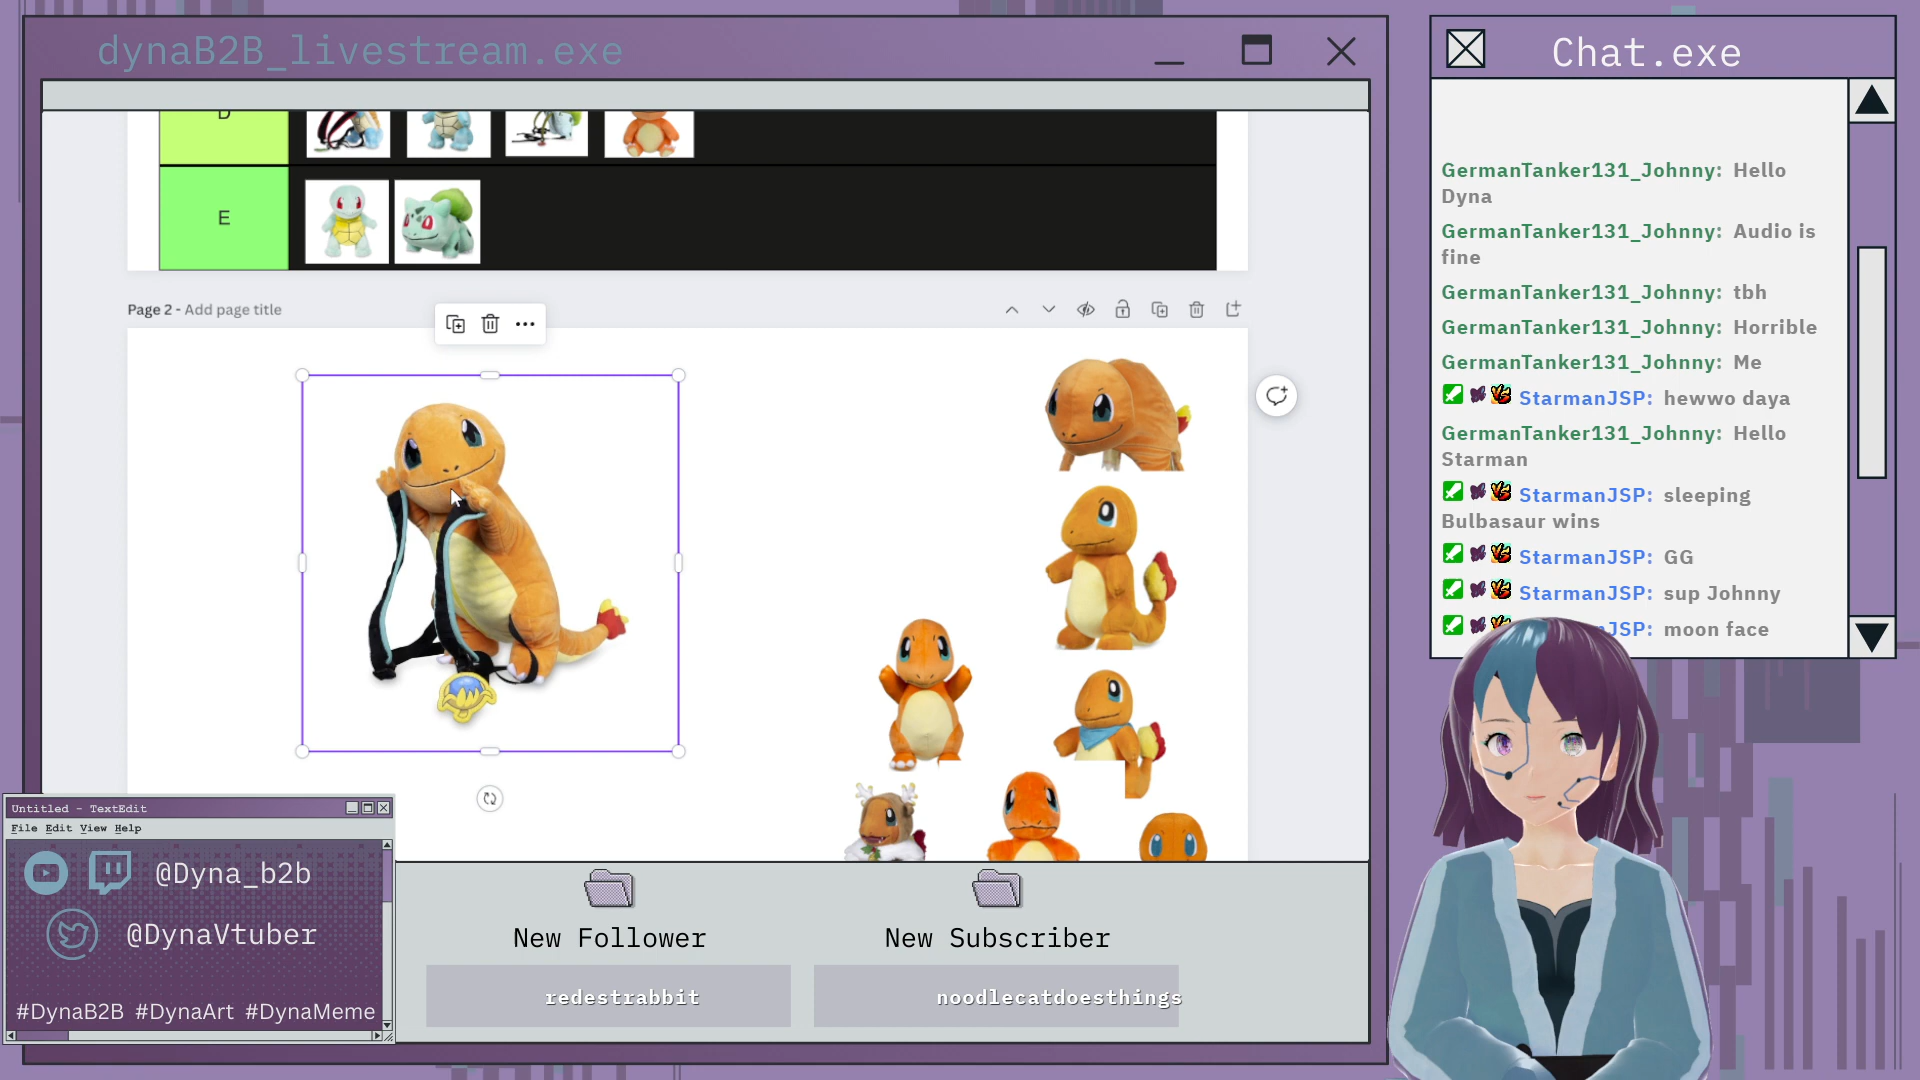 dynaB2B_livestream.exe
D
E
Page 2 - Add page title
Chat.exe
GermanTanker131_Johnny: Hello
Dyna
GermanTanker131_Johnny: Audio is
fine
GermanTanker131_Johnny: tbh
GermanTanker131_Johnny: Horrible
GermanTanker131_Johnny: Me
StarmanJSP: hewwo daya
GermanTanker131_Johnny: Hello
Starman
StarmanJSP: sleeping
Bulbasaur wins
StarmanJSP: GG
StarmanJSP: sup Johnny
JSP: moon face
Untitled - TextEdit
File Edit View Help
@Dyna_b2b
@DynaVtuber
#DynaB2B #DynaArt #DynaMeme
New Follower
redestrabbit
New Subscriber
noodlecatdoesthings